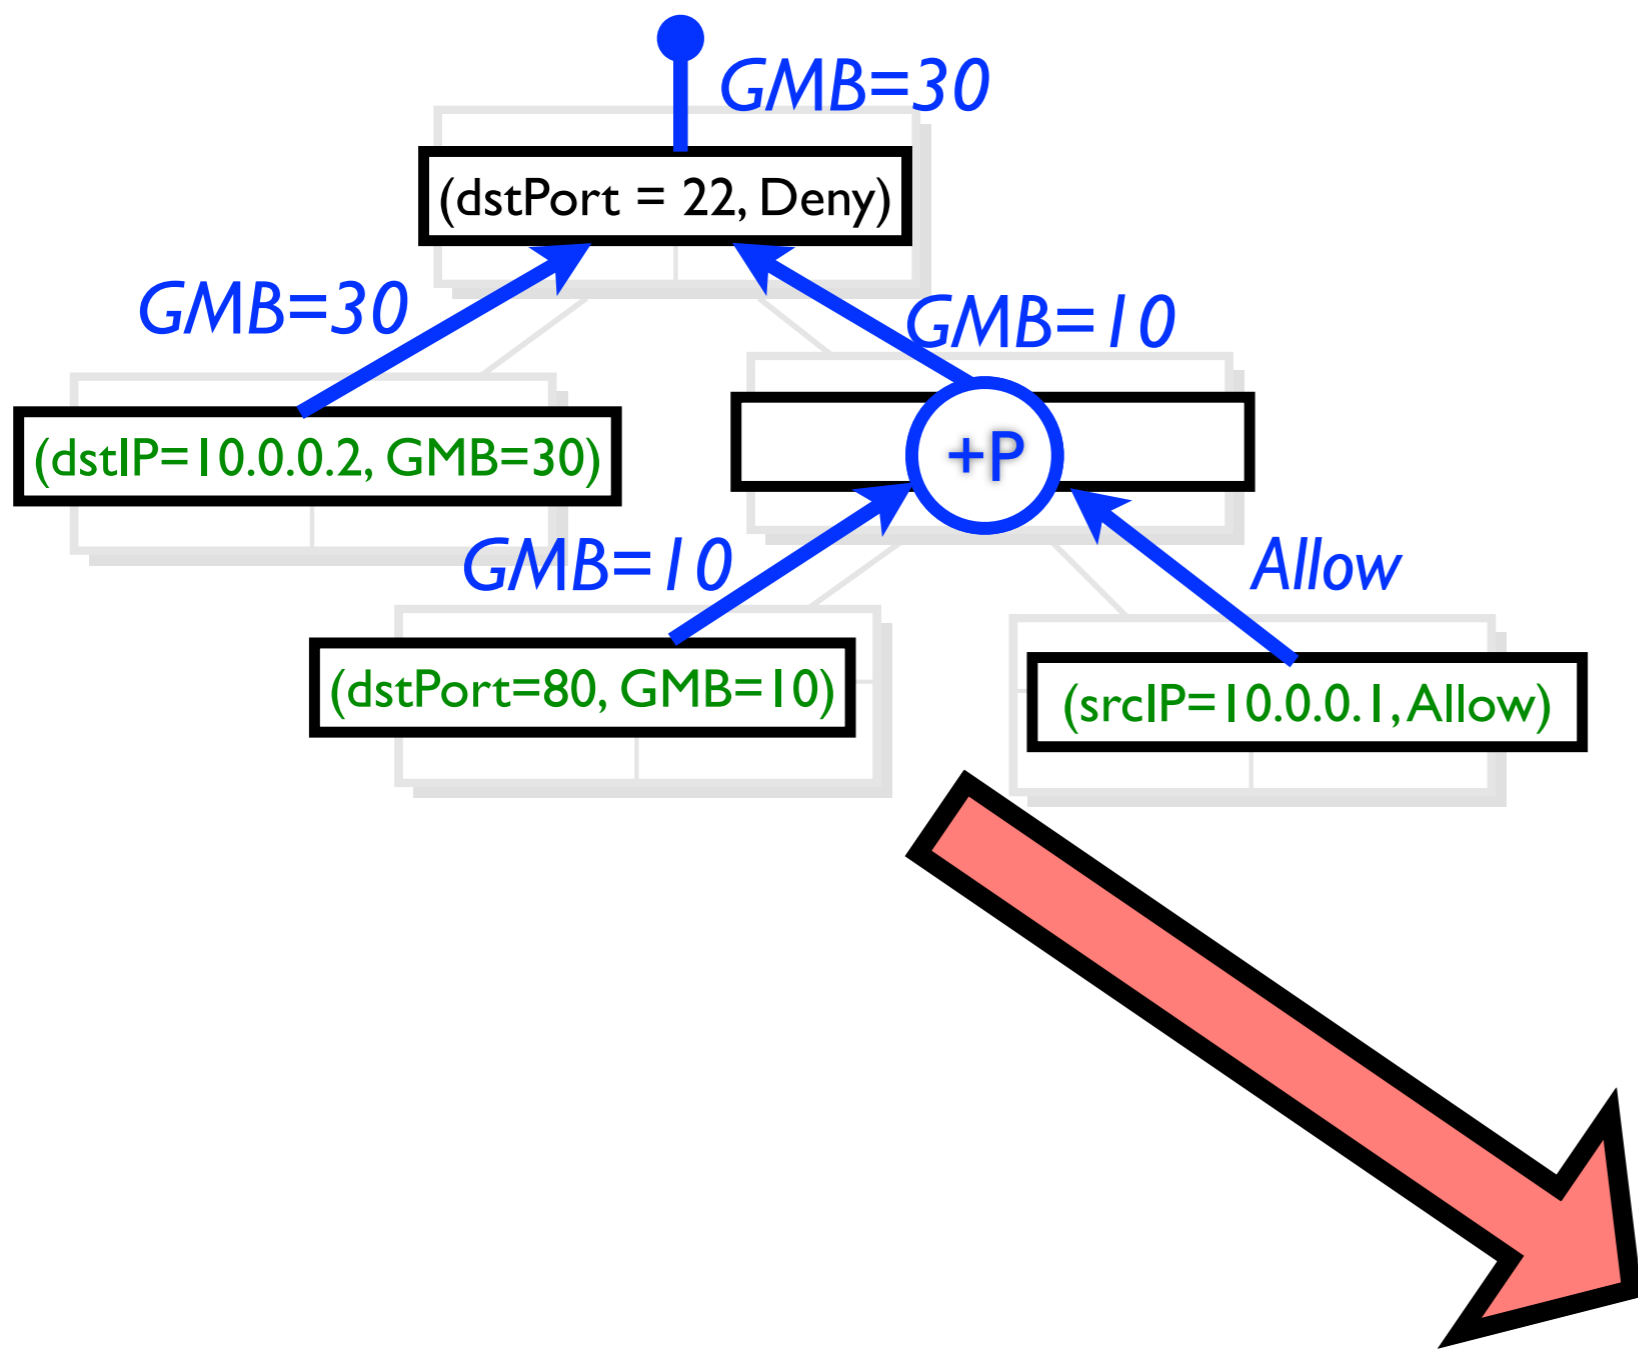 GMB=30
(dstPort = 22, Deny)
GMB=30
GMB=10
(dstIP=10.0.0.2, GMB=30)
+P
GMB=10
Allow
(dstPort=80, GMB=10)
(srcIP=10.0.0.1, Allow)